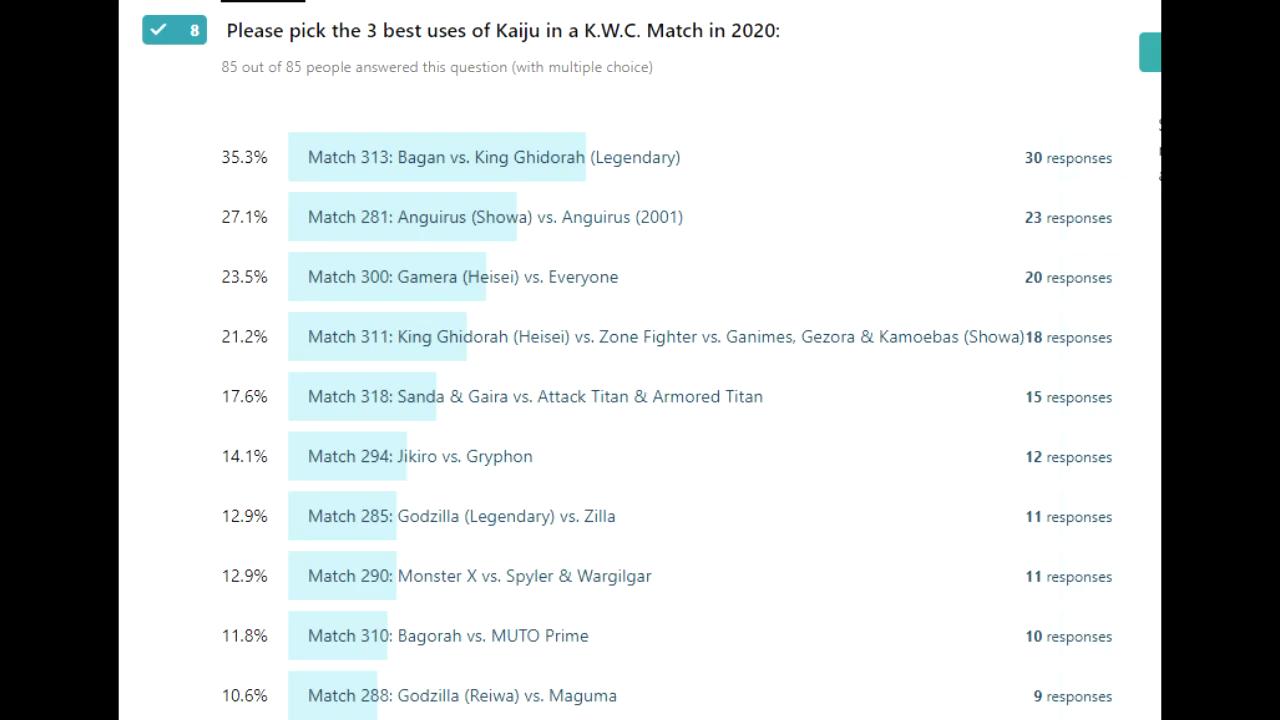 8 Please pick the 3 best uses of Kaiju in a K.W.C. Match in 2020:
85 out of 85 people answered this question (with multiple choice)
35.3% Match 313: Bagan vs. King Ghidorah (Legendary) 30 responses
27.1% Match 281: Anguirus (Showa) vs. Anguirus (2001) 23 responses
23.5% Match 300: Gamera (Heisei) vs. Everyone 20 responses
21.2% Match 311: King Ghidorah (Heisei) vs. Zone Fighter vs. Ganimes, Gezora & Kamoebas (Showa) 18 responses
17.6% Match 318: Sanda & Gaira vs. Attack Titan & Armored Titan 15 responses
14.1% Match 294: Jikiro vs. Gryphon 12 responses
12.9% Match 285: Godzilla (Legendary) vs. Zilla 11 responses
12.9% Match 290: Monster X vs. Spyler & Wargilgar 11 responses
11.8% Match 310: Bagorah vs. MUTO Prime 10 responses
10.6% Match 288: Godzilla (Reiwa) vs. Maguma 9 responses